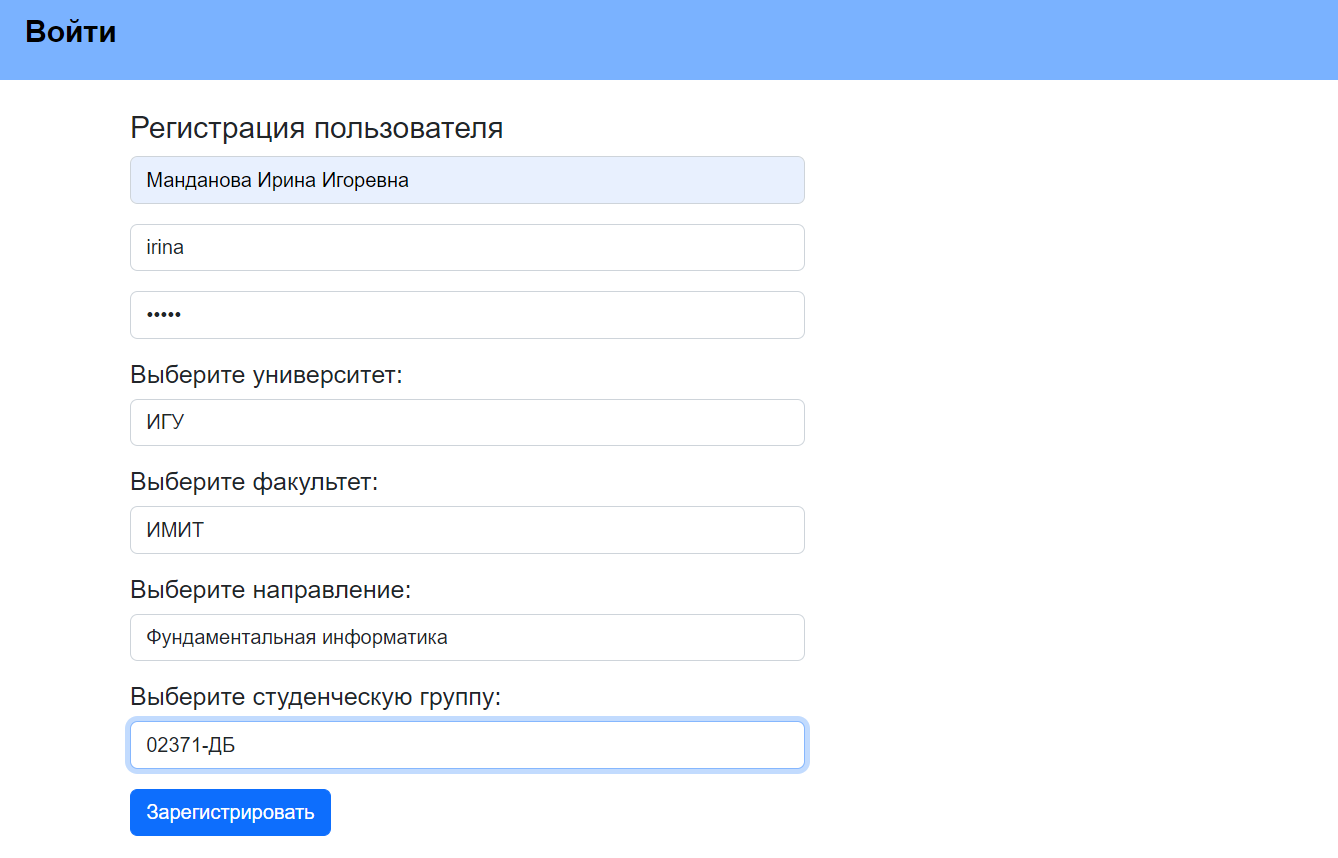 Войти
Регистрация пользователя
Манданова Ирина Игоревна
irina
•••••
Выберите университет:
ИГУ
Выберите факультет:
ИМИТ
Выберите направление:
Фундаментальная информатика
Выберите студенческую группу:
02371-ДБ
Зарегистрировать